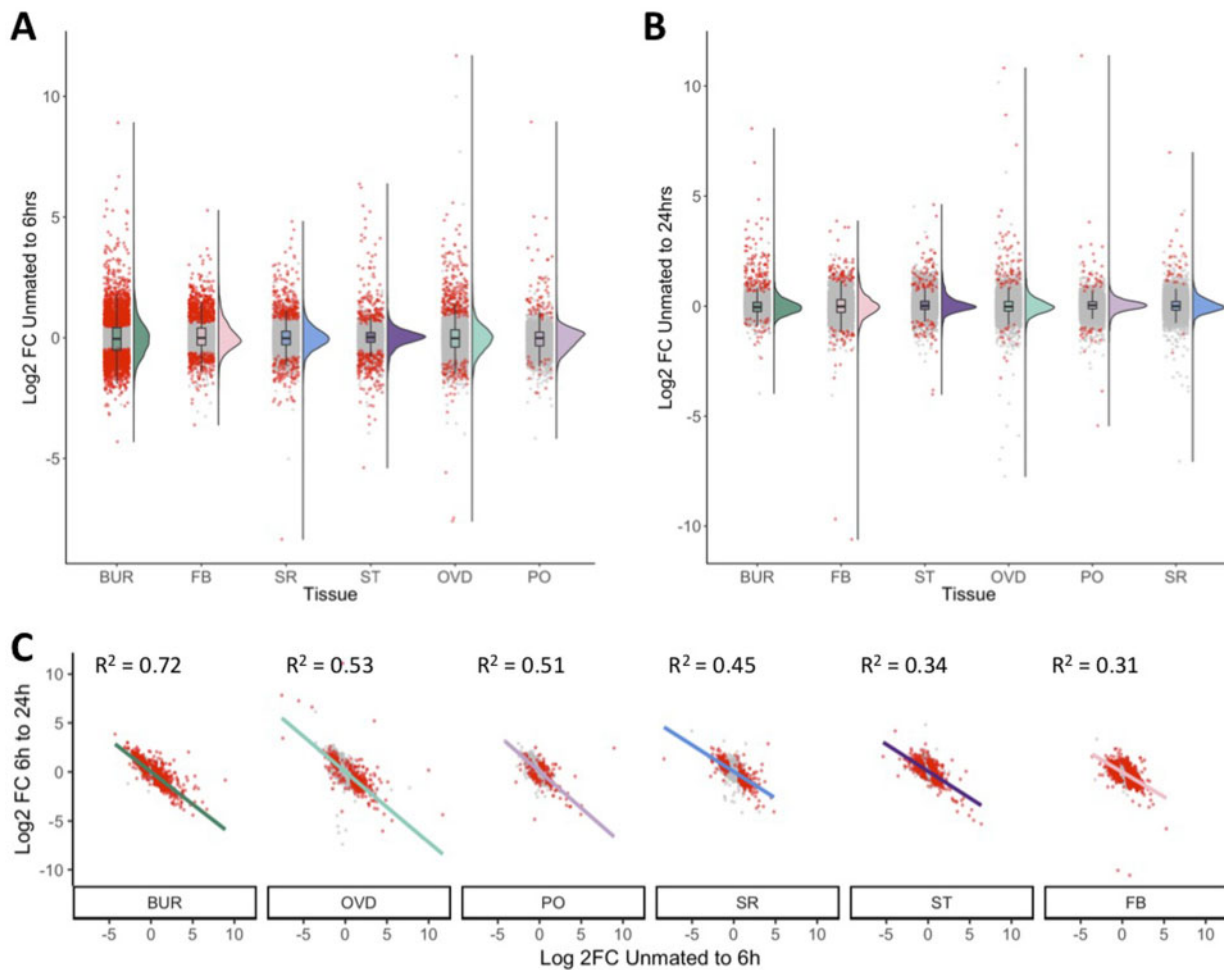 A
B
Log2 FC Unmated to 6hrs
10
5
0
-5
BUR FB SR ST OVD PO
Tissue
Log2 FC Unmated to 24hrs
10
5
0
-5
-10
BUR FB ST OVD PO SR
Tissue
C
Log2 FC 6h to 24h
10
5
0
-5
-10
R² = 0.72 R² = 0.53 R² = 0.51 R² = 0.45 R² = 0.34 R² = 0.31
BUR OVD PO SR ST FB
-5 0 5 10 -5 0 5 10 -5 0 5 10 -5 0 5 10 -5 0 5 10 -5 0 5 10
Log 2FC Unmated to 6h